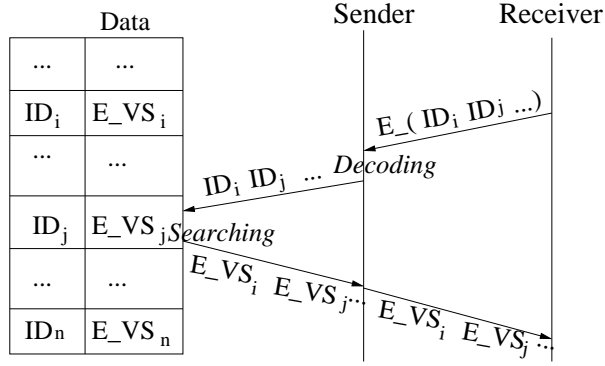 Data
Sender
Receiver
... ...
ID_i E_VS_i
... ...
ID_j E_VS_j
... ...
ID_n E_VS_n
E_( ID_i ID_j ...)
Decoding
ID_i ID_j ...
Searching
E_VS_i E_VS_j...
E_VS_i E_VS_j ...